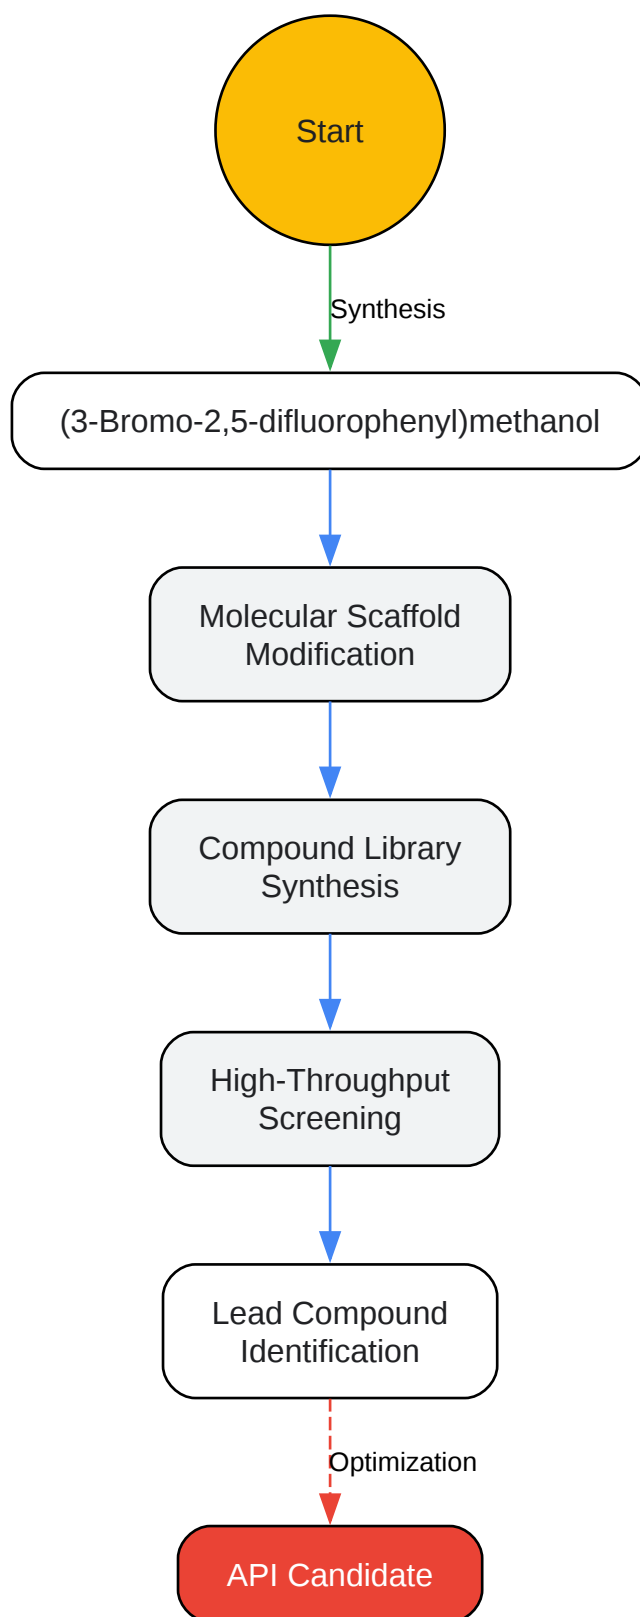 Start
Synthesis
(3-Bromo-2,5-difluorophenyl)methanol
Molecular Scaffold
Modification
Compound Library
Synthesis
High-Throughput
Screening
Lead Compound
Identification
Optimization
API Candidate